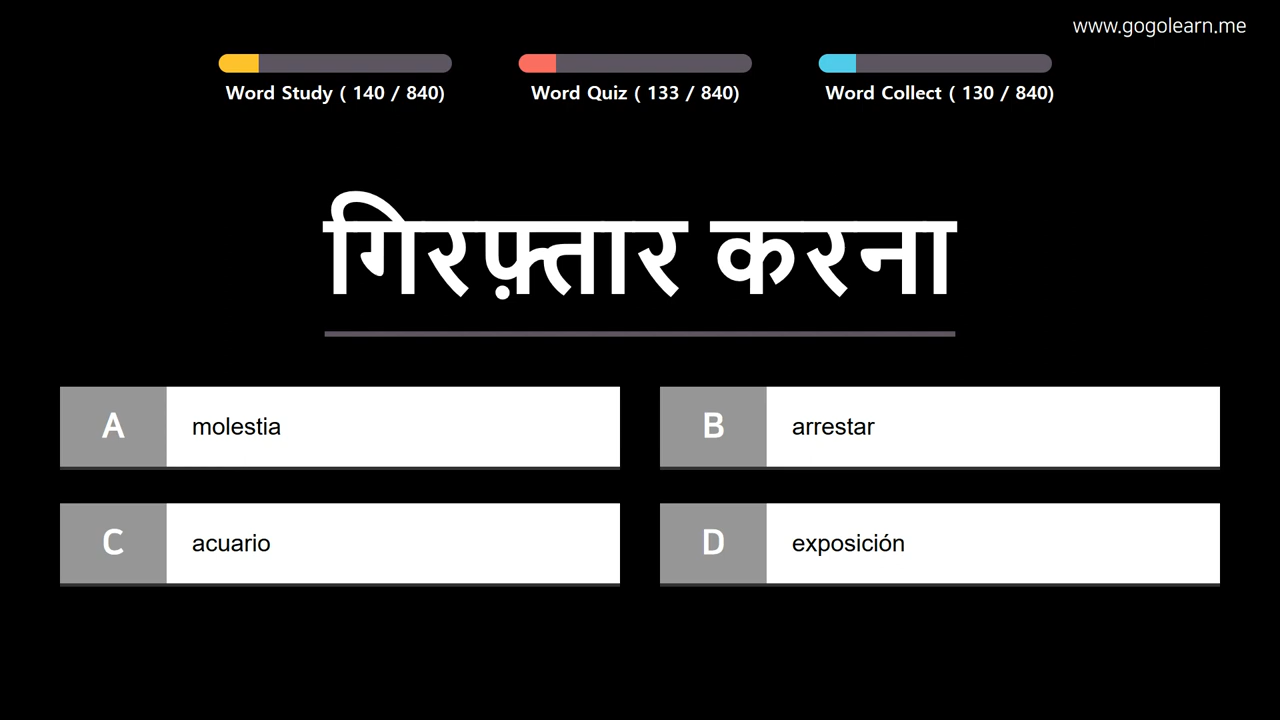 www.gogolearn.me
Word Study ( 140 / 840)
Word Quiz ( 133 / 840)
Word Collect ( 130 / 840)
गिरफ़्तार करना
A molestia
B arrestar
C acuario
D exposición